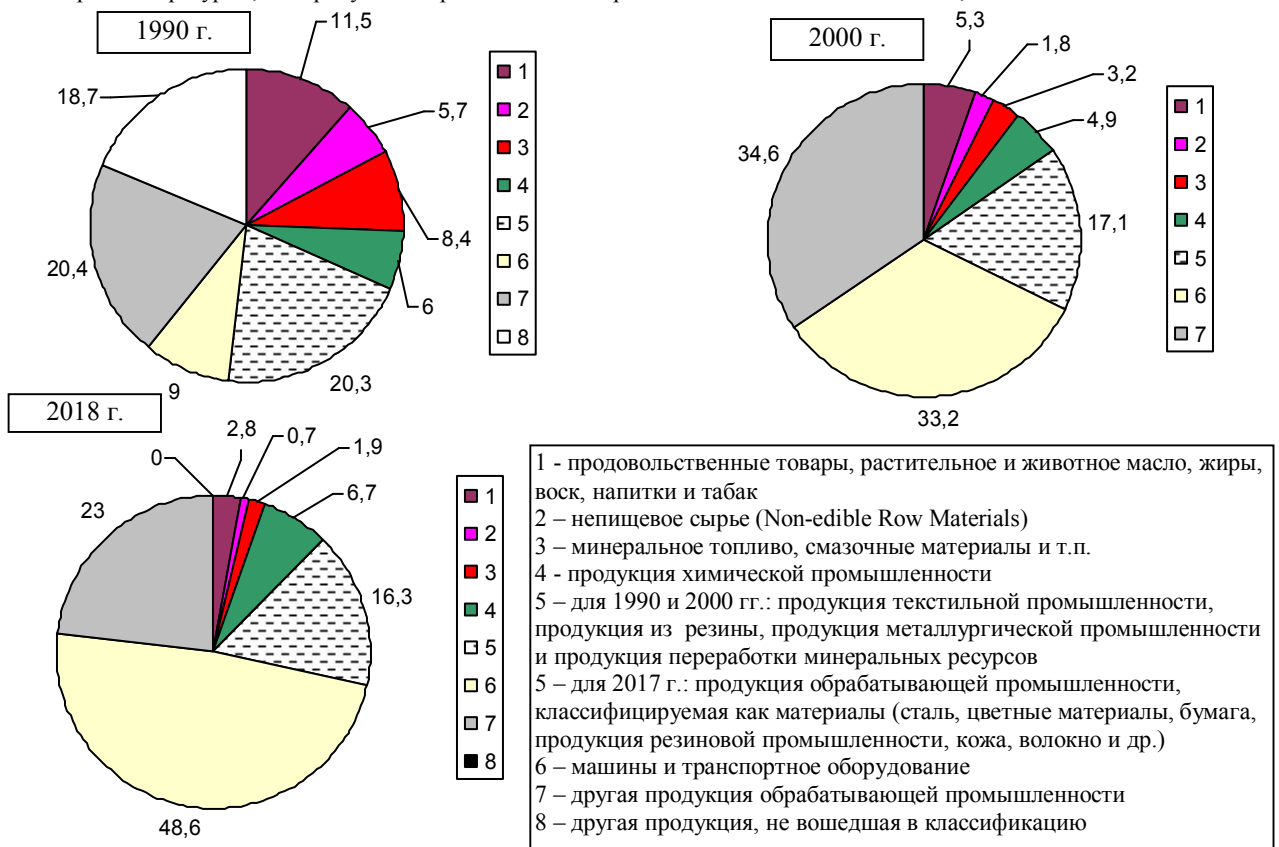 1990 г.
11,5
5,7
8,4
6
20,3
9
20,4
18,7
1
2
3
4
5
6
7
8
2000 г.
5,3
1,8
3,2
4,9
17,1
33,2
34,6
1
2
3
4
5
6
7
2018 г.
0
2,8
0,7
1,9
6,7
16,3
48,6
23
1
2
3
4
5
6
7
8
1 - продовольственные товары, растительное и животное масло, жиры,
воск, напитки и табак
2 – непищевое сырье (Non-edible Row Materials)
3 – минеральное топливо, смазочные материалы и т.п.
4 - продукция химической промышленности
5 – для 1990 и 2000 гг.: продукция текстильной промышленности,
продукция из резины, продукция металлургической промышленности
и продукция переработки минеральных ресурсов
5 – для 2017 г.: продукция обрабатывающей промышленности,
классифицируемая как материалы (сталь, цветные материалы, бумага,
продукция резиновой промышленности, кожа, волокно и др.)
6 – машины и транспортное оборудование
7 – другая продукция обрабатывающей промышленности
8 – другая продукция, не вошедшая в классификацию